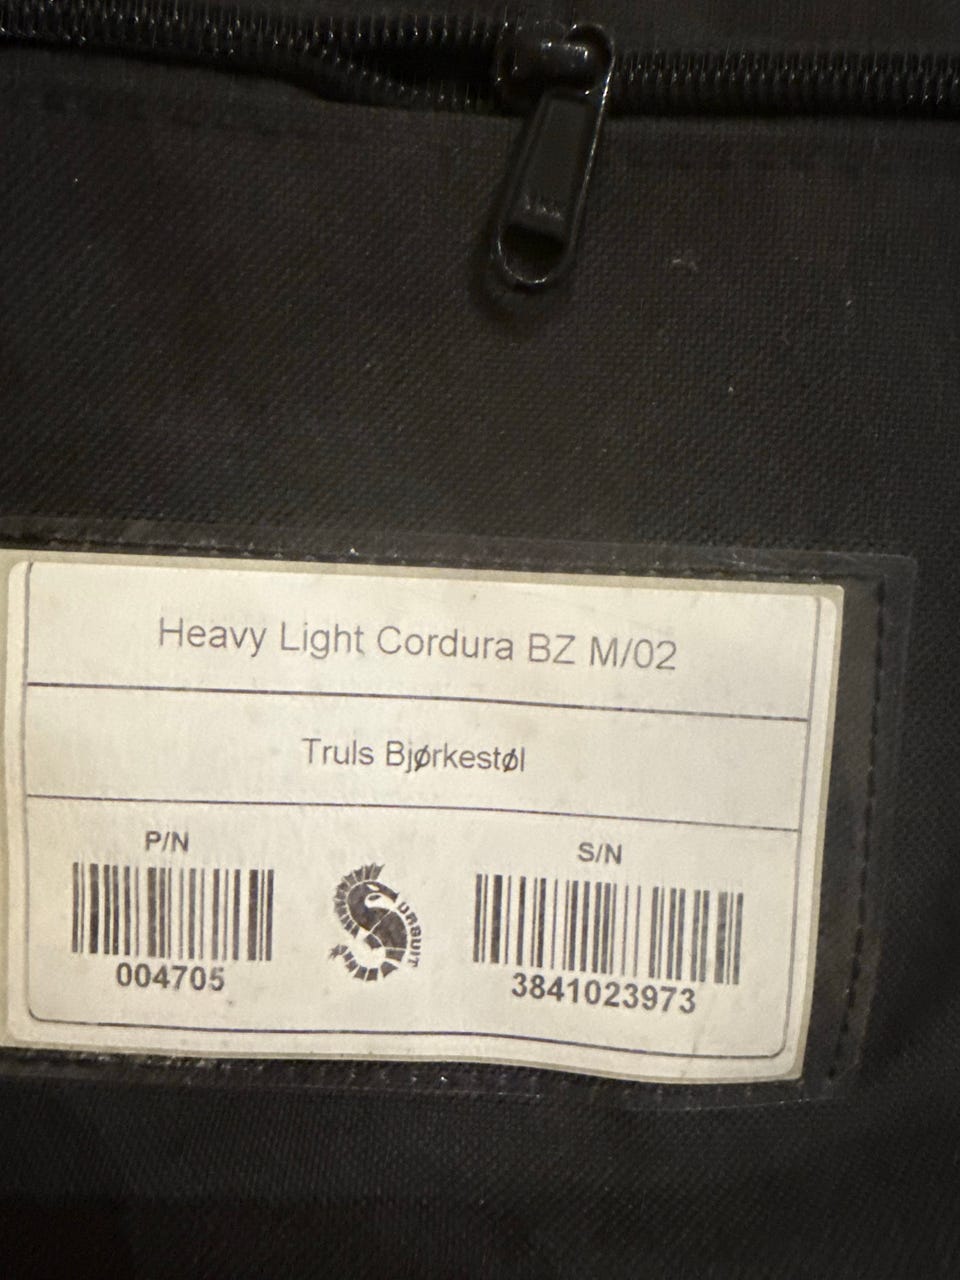 Heavy Light Cordura BZ M/02
Truls Bjørkestøl
P/N
S/N
URSUIT
004705
3841023973